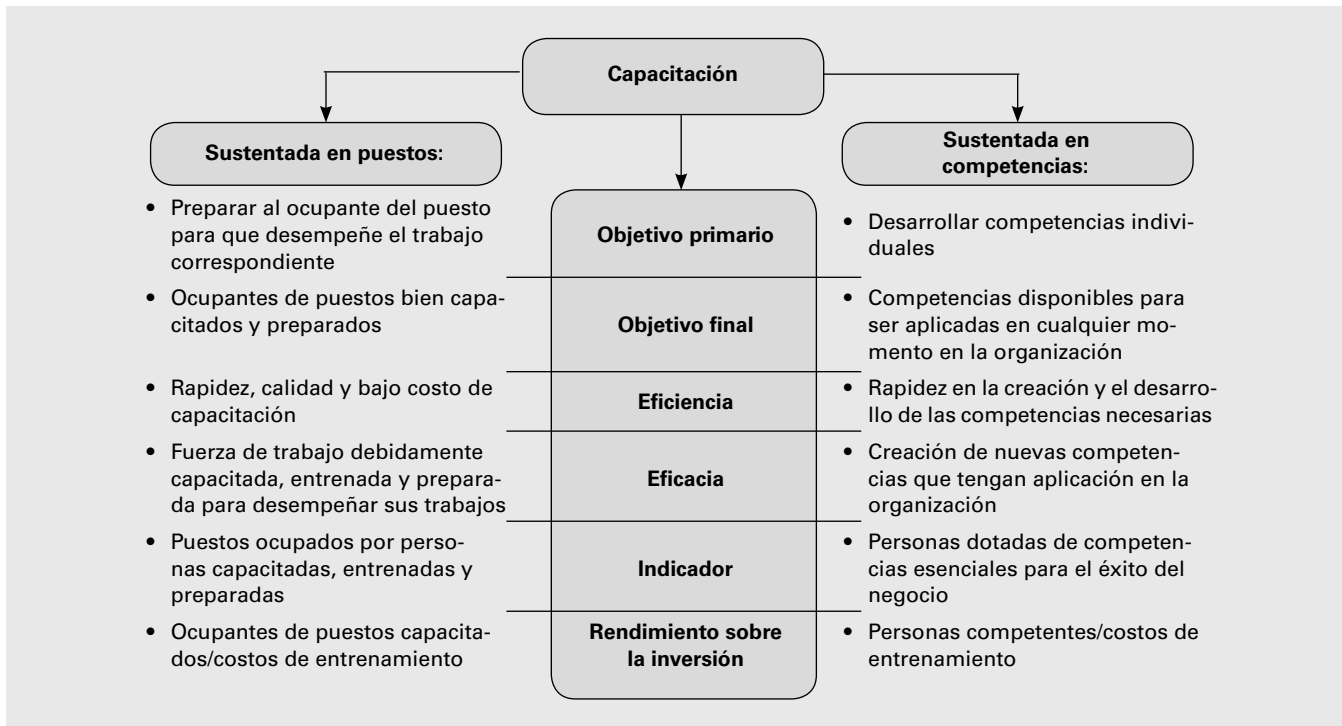 Capacitación
Sustentada en puestos:
Sustentada en
competencias:
• Preparar al ocupante del puesto
para que desempeñe el trabajo
correspondiente
Objetivo primario
• Desarrollar competencias indivi-
duales
• Ocupantes de puestos bien capa-
citados y preparados
Objetivo final
• Competencias disponibles para
ser aplicadas en cualquier mo-
mento en la organización
• Rapidez, calidad y bajo costo de
capacitación
Eficiencia
• Rapidez en la creación y el desarro-
llo de las competencias necesarias
• Fuerza de trabajo debidamente
capacitada, entrenada y prepara-
da para desempeñar sus trabajos
Eficacia
• Creación de nuevas competen-
cias que tengan aplicación en la
organización
• Puestos ocupados por perso-
nas capacitadas, entrenadas y
preparadas
Indicador
• Personas dotadas de competen-
cias esenciales para el éxito del
negocio
• Ocupantes de puestos capacita-
dos/costos de entrenamiento
Rendimiento sobre
la inversión
• Personas competentes/costos de
entrenamiento